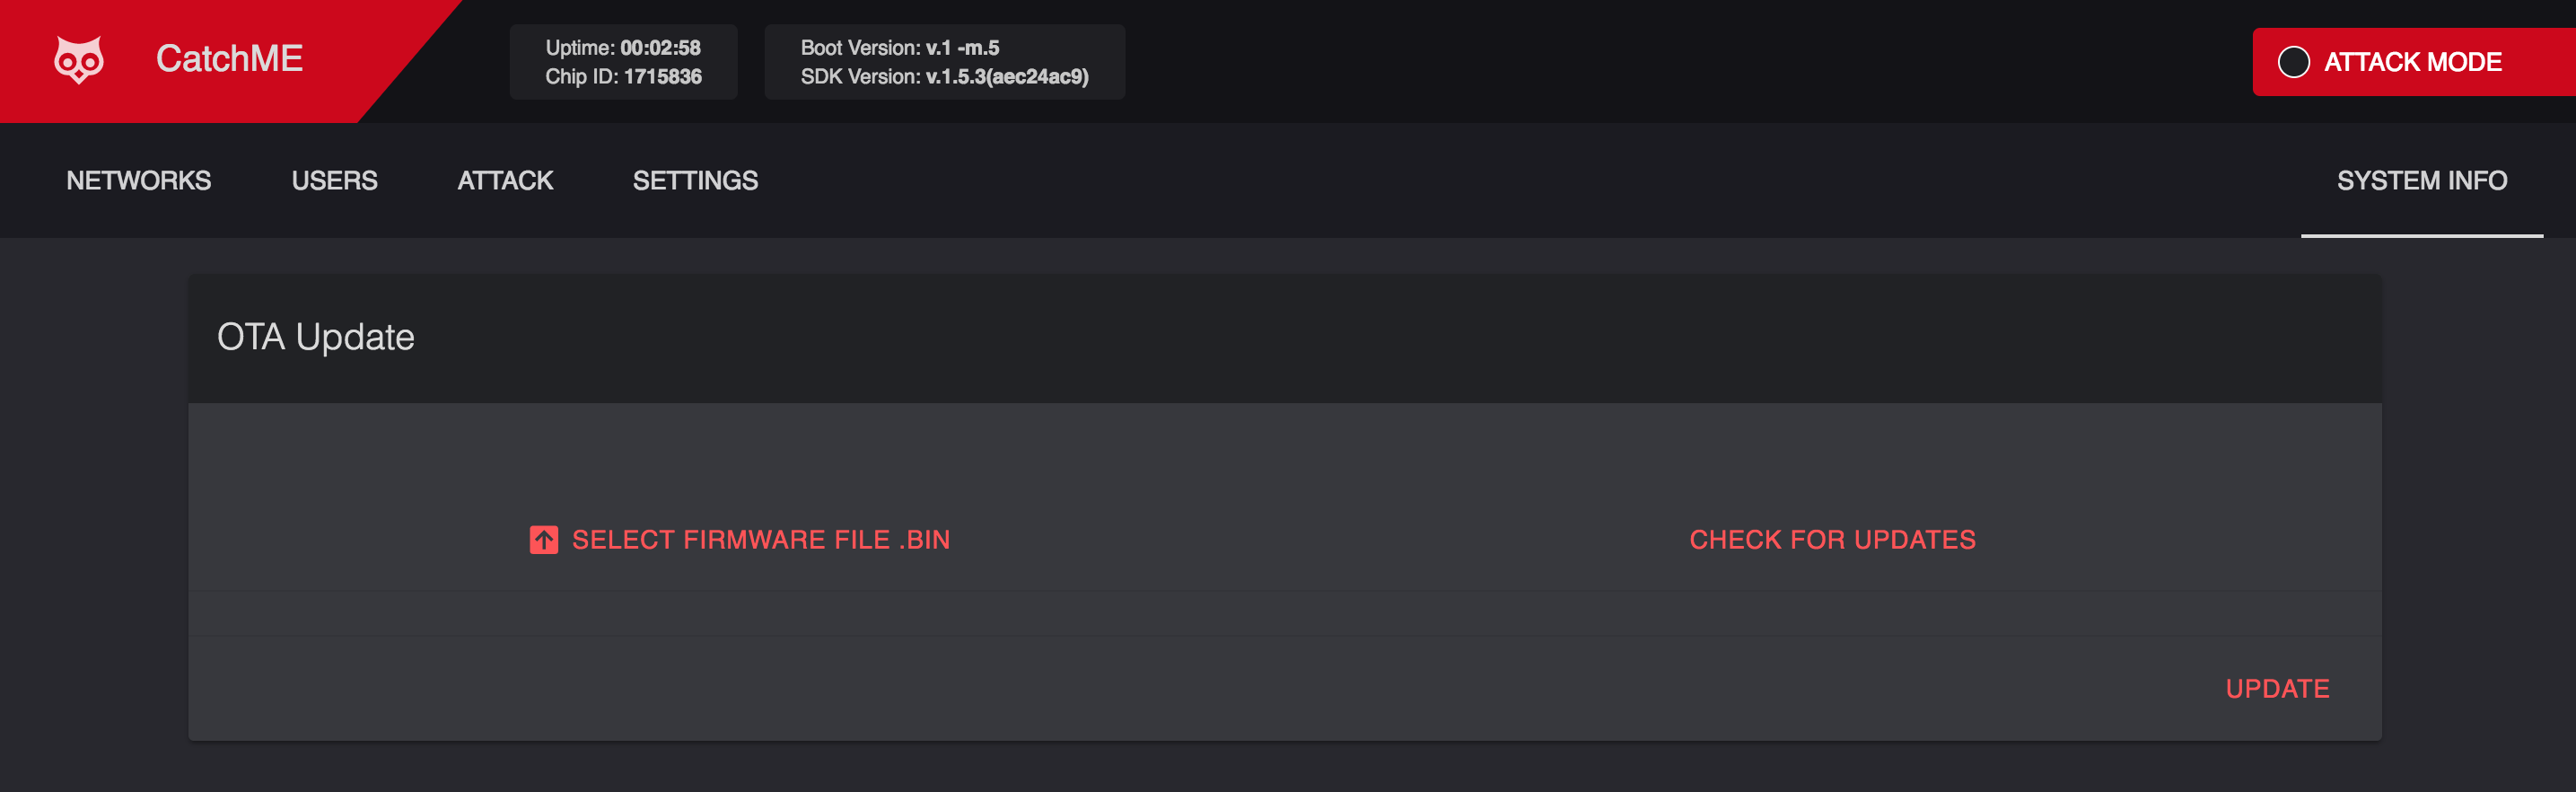 CatchME
Uptime: 00:02:58
Chip ID: 1715836
Boot Version: v.1 -m.5
SDK Version: v.1.5.3(aec24ac9)
ATTACK MODE
NETWORKS
USERS
ATTACK
SETTINGS
SYSTEM INFO
OTA Update
SELECT FIRMWARE FILE .BIN
CHECK FOR UPDATES
UPDATE